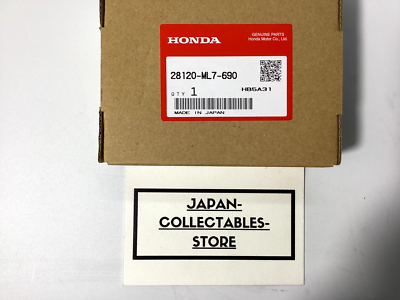 HONDA
GENUINE PARTS
Honda Motor Co., Ltd.
28120-ML7-690
QTY 1
HB5A31
MADE IN JAPAN
JAPAN-
COLLECTABLES-
STORE